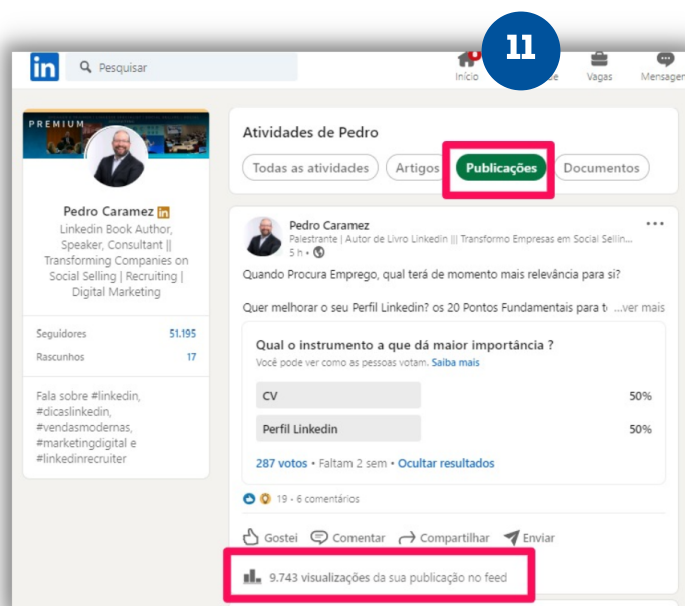 in
Pesquisar
11
Início
Vagas
PREMIUM
Pedro Caramez in
Linkedin Book Author,
Speaker, Consultant ||
Transforming Companies on
Social Selling | Recruiting |
Digital Marketing
Seguidores 51.195
Rascunhos 17
Fala sobre #linkedin,
#dicaslinkedin,
#vendasmodernas,
#marketingdigital e
#linkedinrecruiter
Atividades de Pedro
Todas as atividades
Artigos
Publicações
Documentos
Pedro Caramez
Palestrante | Autor de Livro Linkedin ||| Transformo Empresas em Social Sellin...
5 h •
Quando Procura Emprego, qual terá de momento mais relevância para si?
Quer melhorar o seu Perfil Linkedin? os 20 Pontos Fundamentais para ...ver mais
Qual o instrumento a que dá maior importância ?
Você pode ver como as pessoas votam. Saiba mais
CV 50%
Perfil Linkedin 50%
287 votos • Faltam 2 sem • Ocultar resultados
19 • 6 comentários
Gostei
Comentar
Compartilhar
Enviar
9.743 visualizações da sua publicação no feed